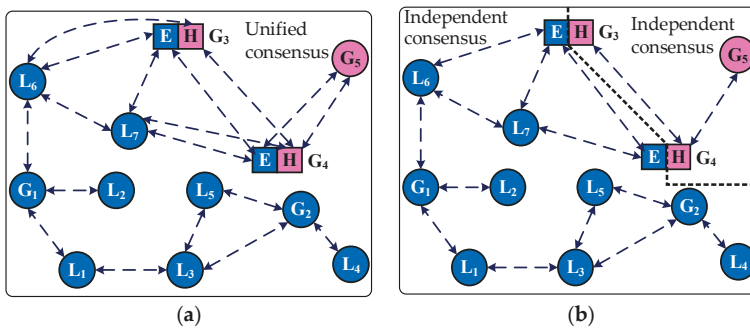 (a)
Unified
consensus
E H G3
G5
L6
L7
E H G4
G1
L2
L5
G2
L1
L3
L4
(a)
(b)
Independent
consensus
Independent
consensus
E H G3
G5
L6
L7
E H G4
G1
L2
L5
G2
L1
L3
L4
(b)